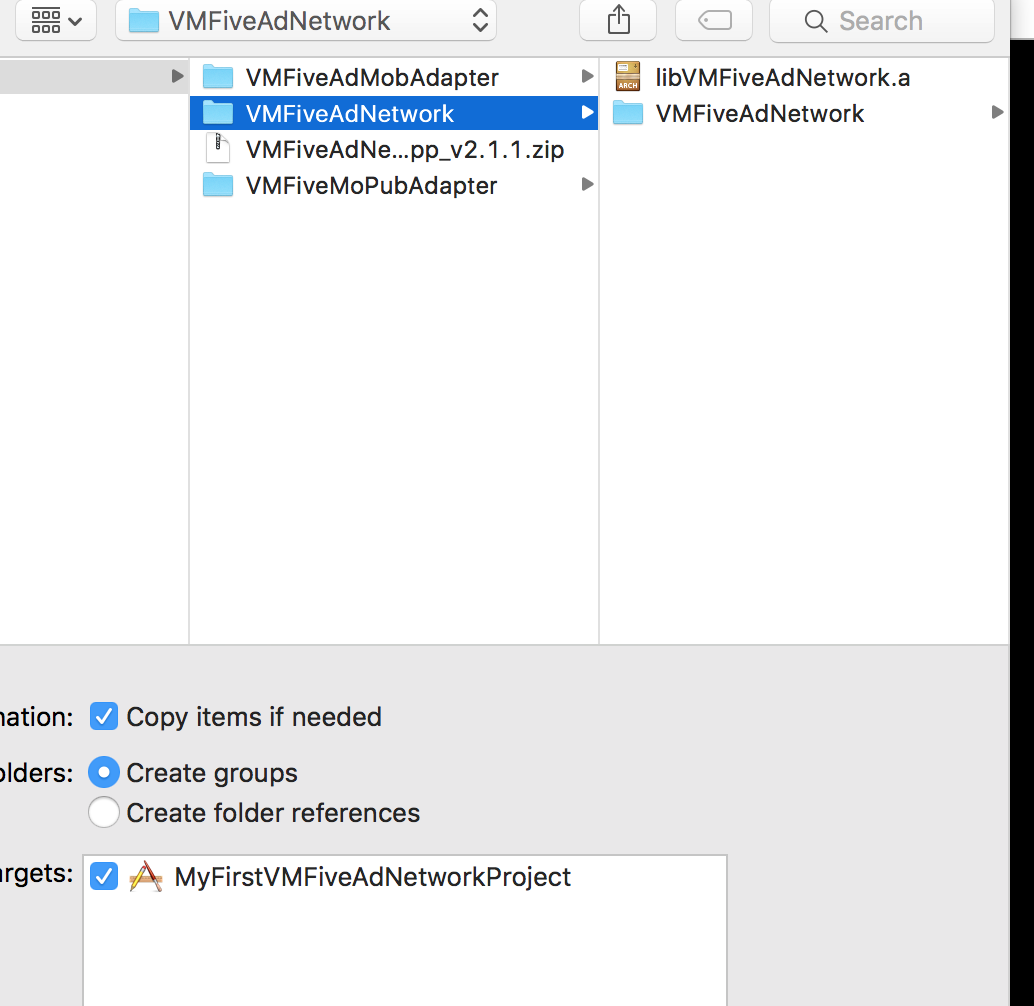 VMFiveAdNetwork
Search
VMFiveAdMobAdapter
VMFiveAdNetwork
VMFiveAdNe...pp_v2.1.1.zip
VMFiveMoPubAdapter
ARCH
libVMFiveAdNetwork.a
VMFiveAdNetwork
nation:
Copy items if needed
olders:
Create groups
Create folder references
argets:
MyFirstVMFiveAdNetworkProject